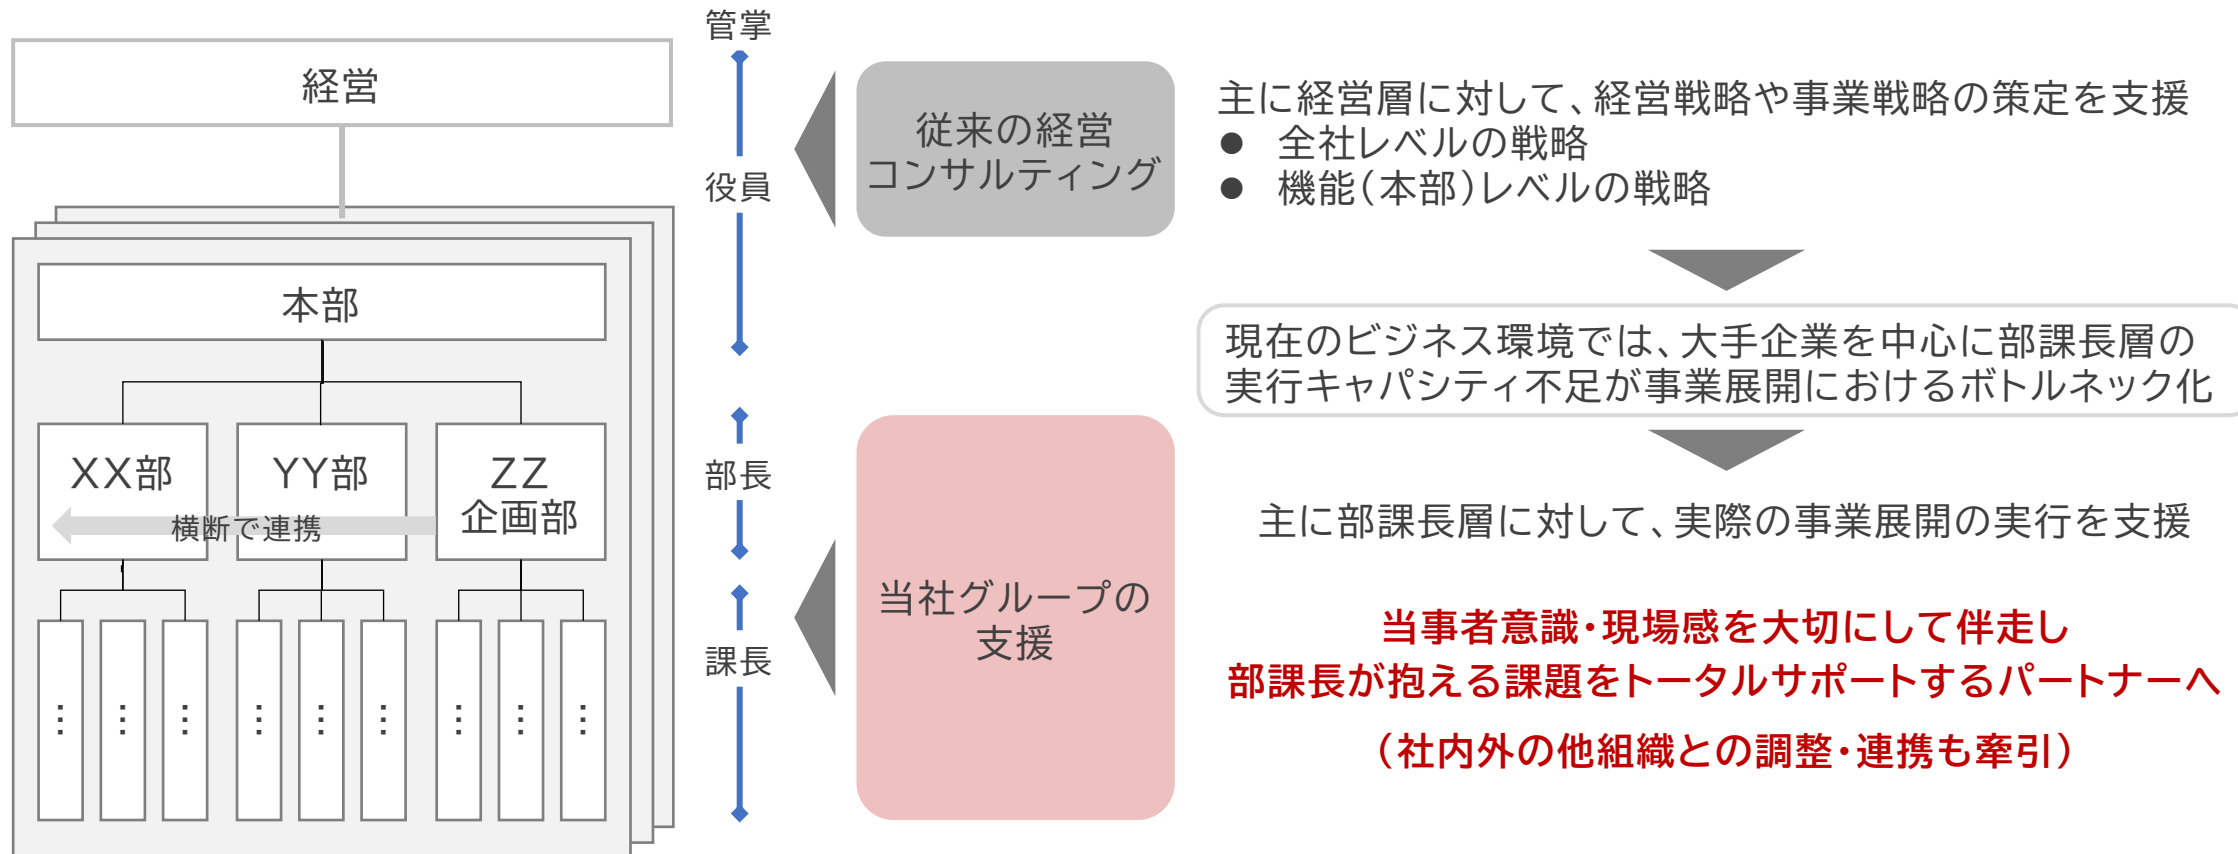 経営
本部
XX部
YY部
ZZ
企画部
横断で連携
⋮
⋮
⋮
⋮
⋮
⋮
⋮
⋮
⋮
管掌
役員
部長
課長
従来の経営
コンサルティング
当社グループの
支援
主に経営層に対して、経営戦略や事業戦略の策定を支援
● 全社レベルの戦略
● 機能（本部）レベルの戦略
現在のビジネス環境では、大手企業を中心に部課長層の
実行キャパシティ不足が事業展開におけるボトルネック化
主に部課長層に対して、実際の事業展開の実行を支援
当事者意識・現場感を大切にして伴走し
部課長が抱える課題をトータルサポートするパートナーへ
（社内外の他組織との調整・連携も牽引）